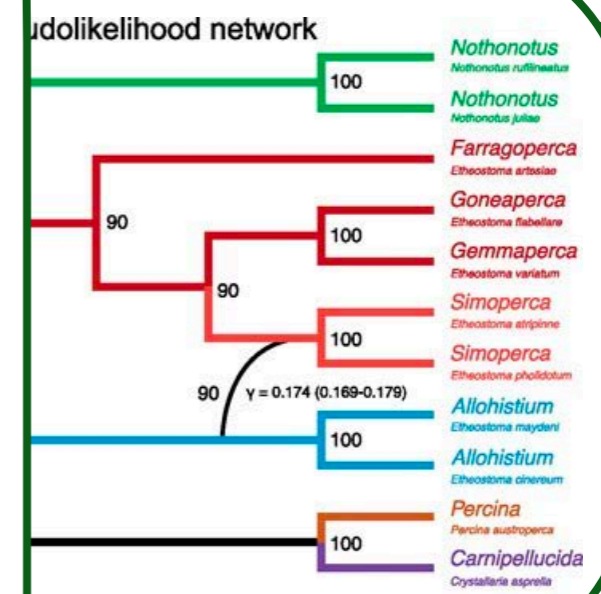 udolikelihood network
Nothonotus
Nothonotus rufilineatus
100
Nothonotus
Nothonotus juliae
Farragoperca
Etheostoma artesiae
90
Goneaperca
Etheostoma flabellare
100
Gemmaperca
Etheostoma variatum
90
Simoperca
Etheostoma atripinne
100
Simoperca
Etheostoma pholidotum
90 γ = 0.174 (0.169-0.179)
Allohistium
Etheostoma maydeni
100
Allohistium
Etheostoma cinereum
Percina
Percina austroperca
100
Carnipellucida
Crystallaria asprella